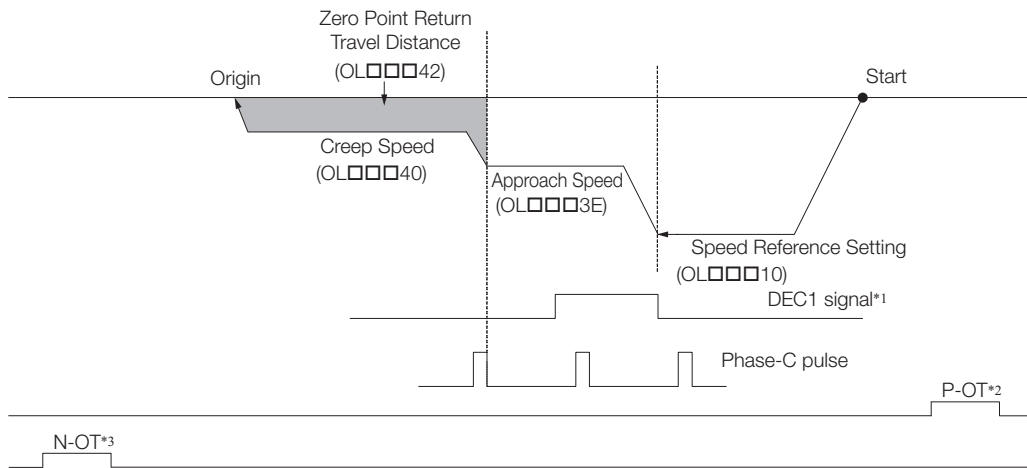 Zero Point Return
Travel Distance
(OL□□□42)
Origin
Start
Creep Speed
(OL□□□40)
Approach Speed
(OL□□□3E)
Speed Reference Setting
(OL□□□10)
DEC1 signal*1
Phase-C pulse
P-OT*2
N-OT*3